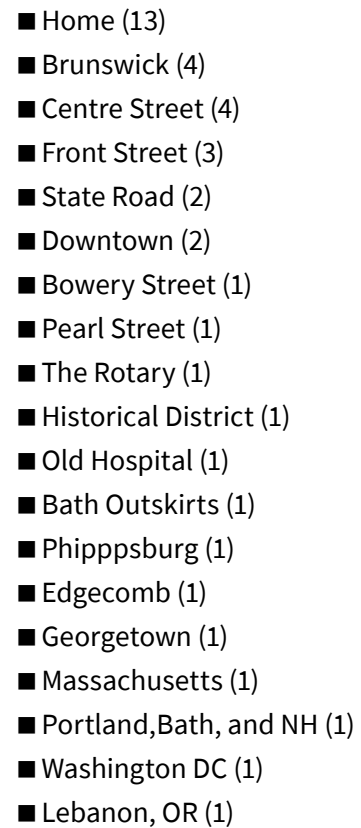 ■ Home (13)
■ Brunswick (4)
■ Centre Street (4)
■ Front Street (3)
■ State Road (2)
■ Downtown (2)
■ Bowery Street (1)
■ Pearl Street (1)
■ The Rotary (1)
■ Historical District (1)
■ Old Hospital (1)
■ Bath Outskirts (1)
■ Phipppsburg (1)
■ Edgecomb (1)
■ Georgetown (1)
■ Massachusetts (1)
■ Portland,Bath, and NH (1)
■ Washington DC (1)
■ Lebanon, OR (1)